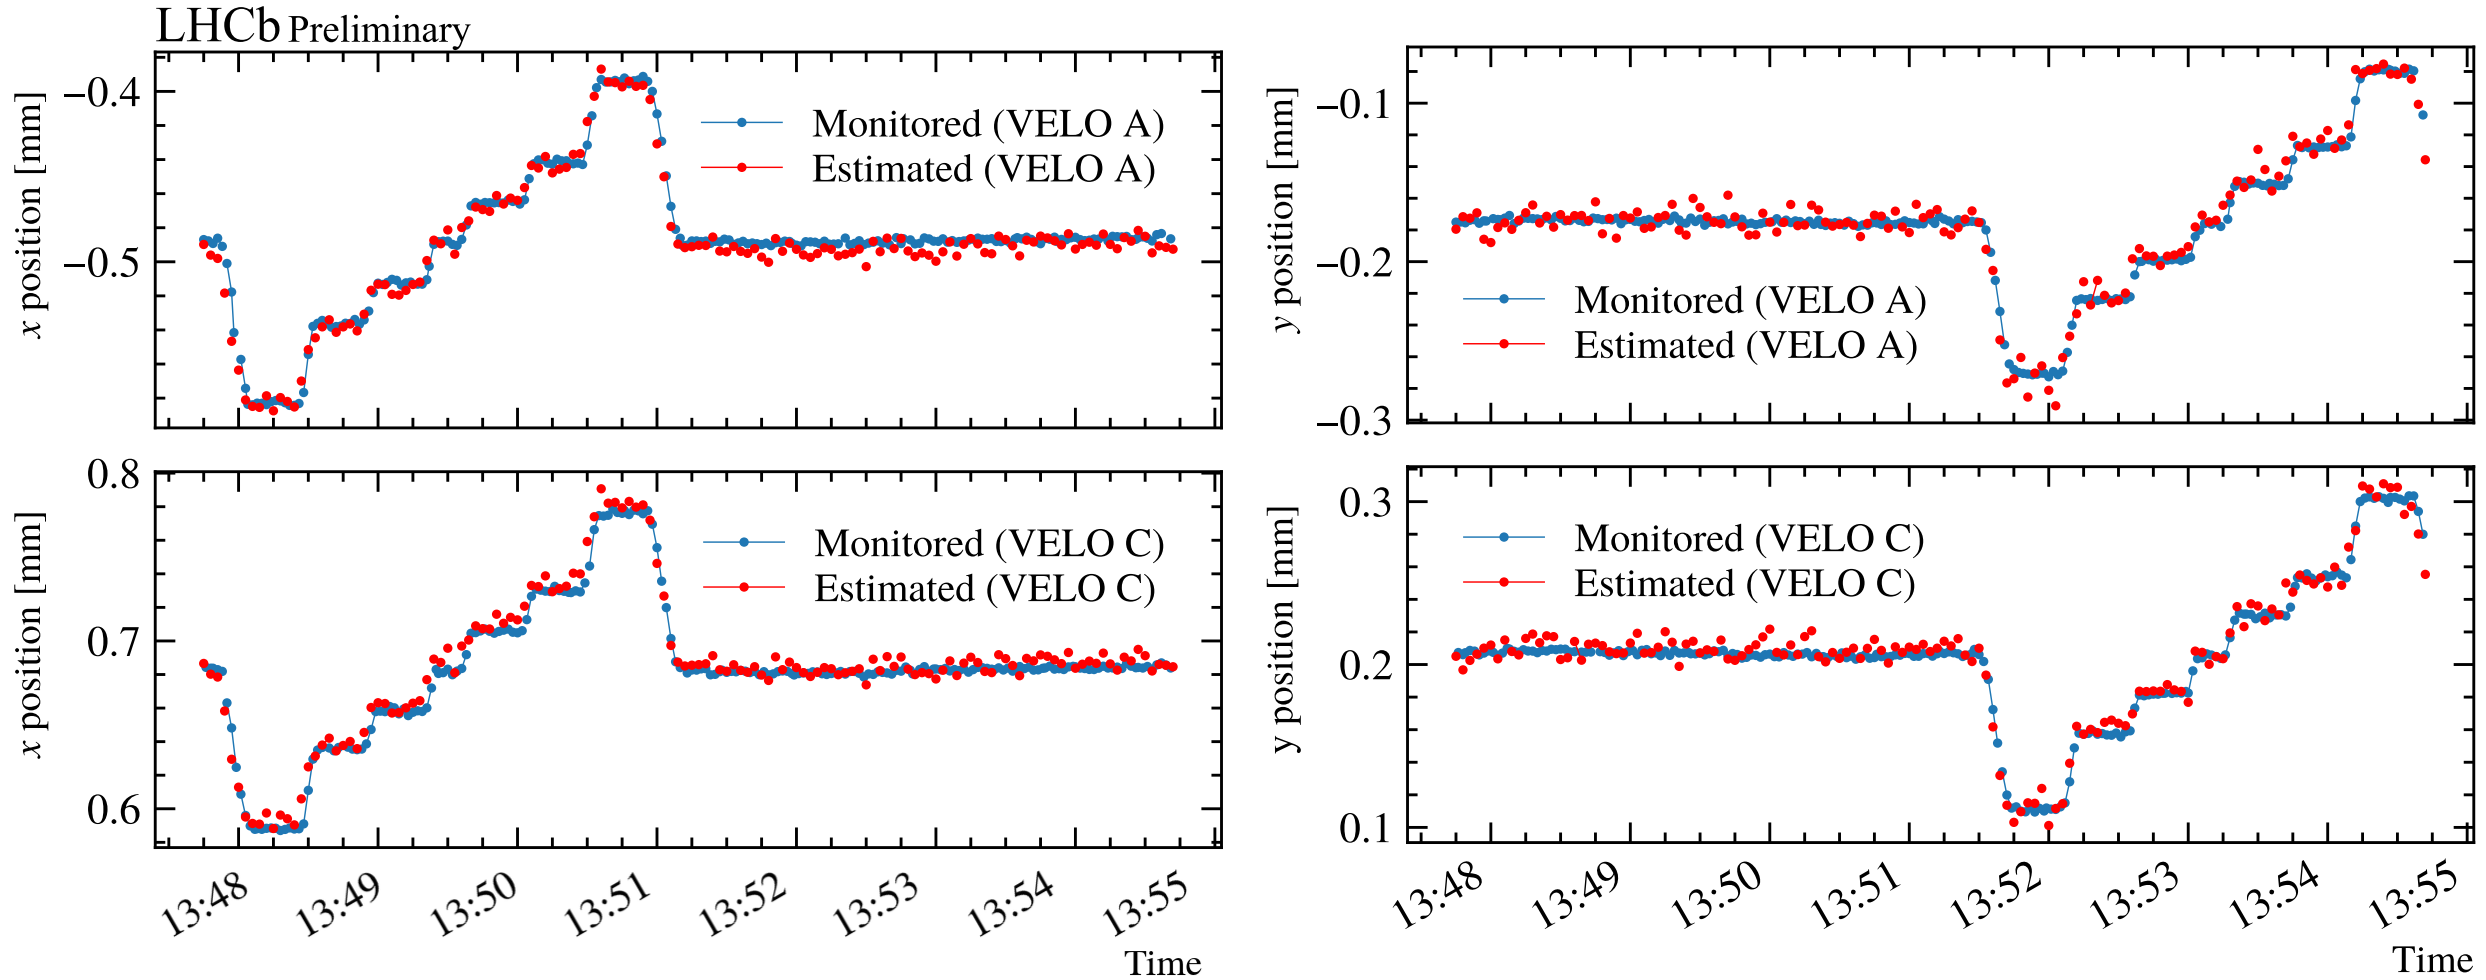 LHCb Preliminary
x position [mm]
−0.4
−0.5
Monitored (VELO A)
Estimated (VELO A)
y position [mm]
−0.1
−0.2
−0.3
Monitored (VELO A)
Estimated (VELO A)
x position [mm]
0.8
0.7
0.6
Monitored (VELO C)
Estimated (VELO C)
13:48 13:49 13:50 13:51 13:52 13:53 13:54 13:55
Time
y position [mm]
0.3
0.2
0.1
Monitored (VELO C)
Estimated (VELO C)
13:48 13:49 13:50 13:51 13:52 13:53 13:54 13:55
Time